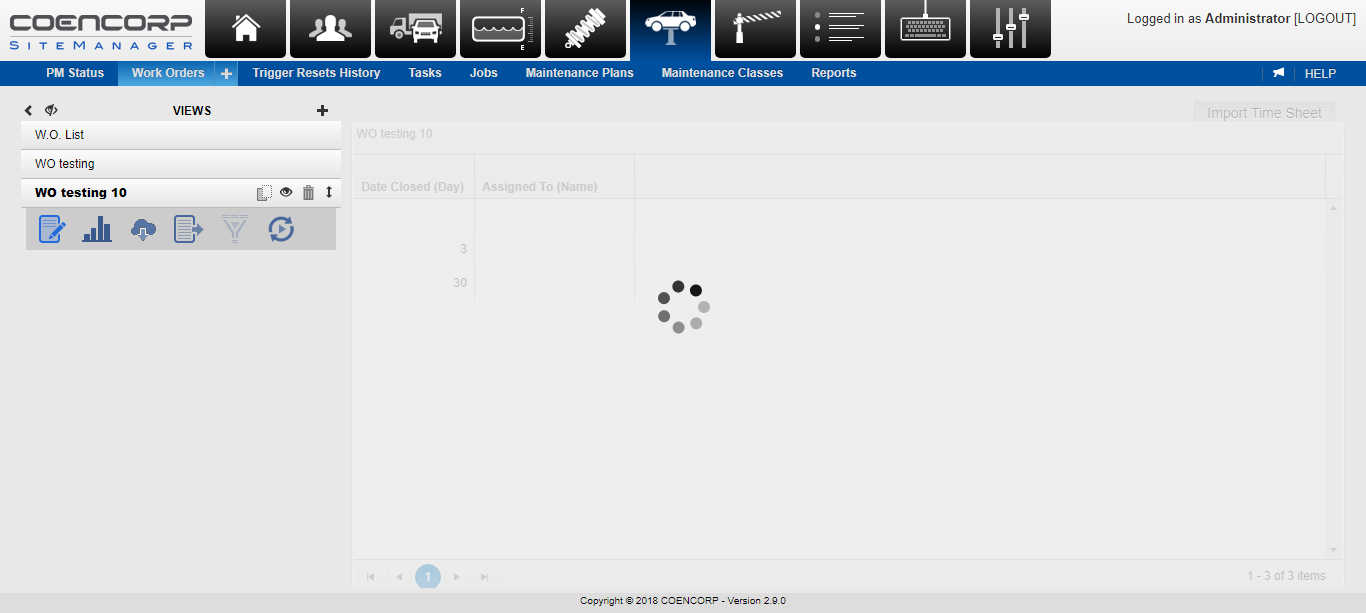 COENCORP
SITEMANAGER
F
E
Logged in as Administrator [LOGOUT]
PM Status
Work Orders
+
Trigger Resets History
Tasks
Jobs
Maintenance Plans
Maintenance Classes
Reports
HELP
VIEWS
W.O. List
WO testing
WO testing 10
Import Time Sheet
WO testing 10
Date Closed (Day)
Assigned To (Name)
3
30
1
1 - 3 of 3 items
Copyright © 2018 COENCORP - Version 2.9.0